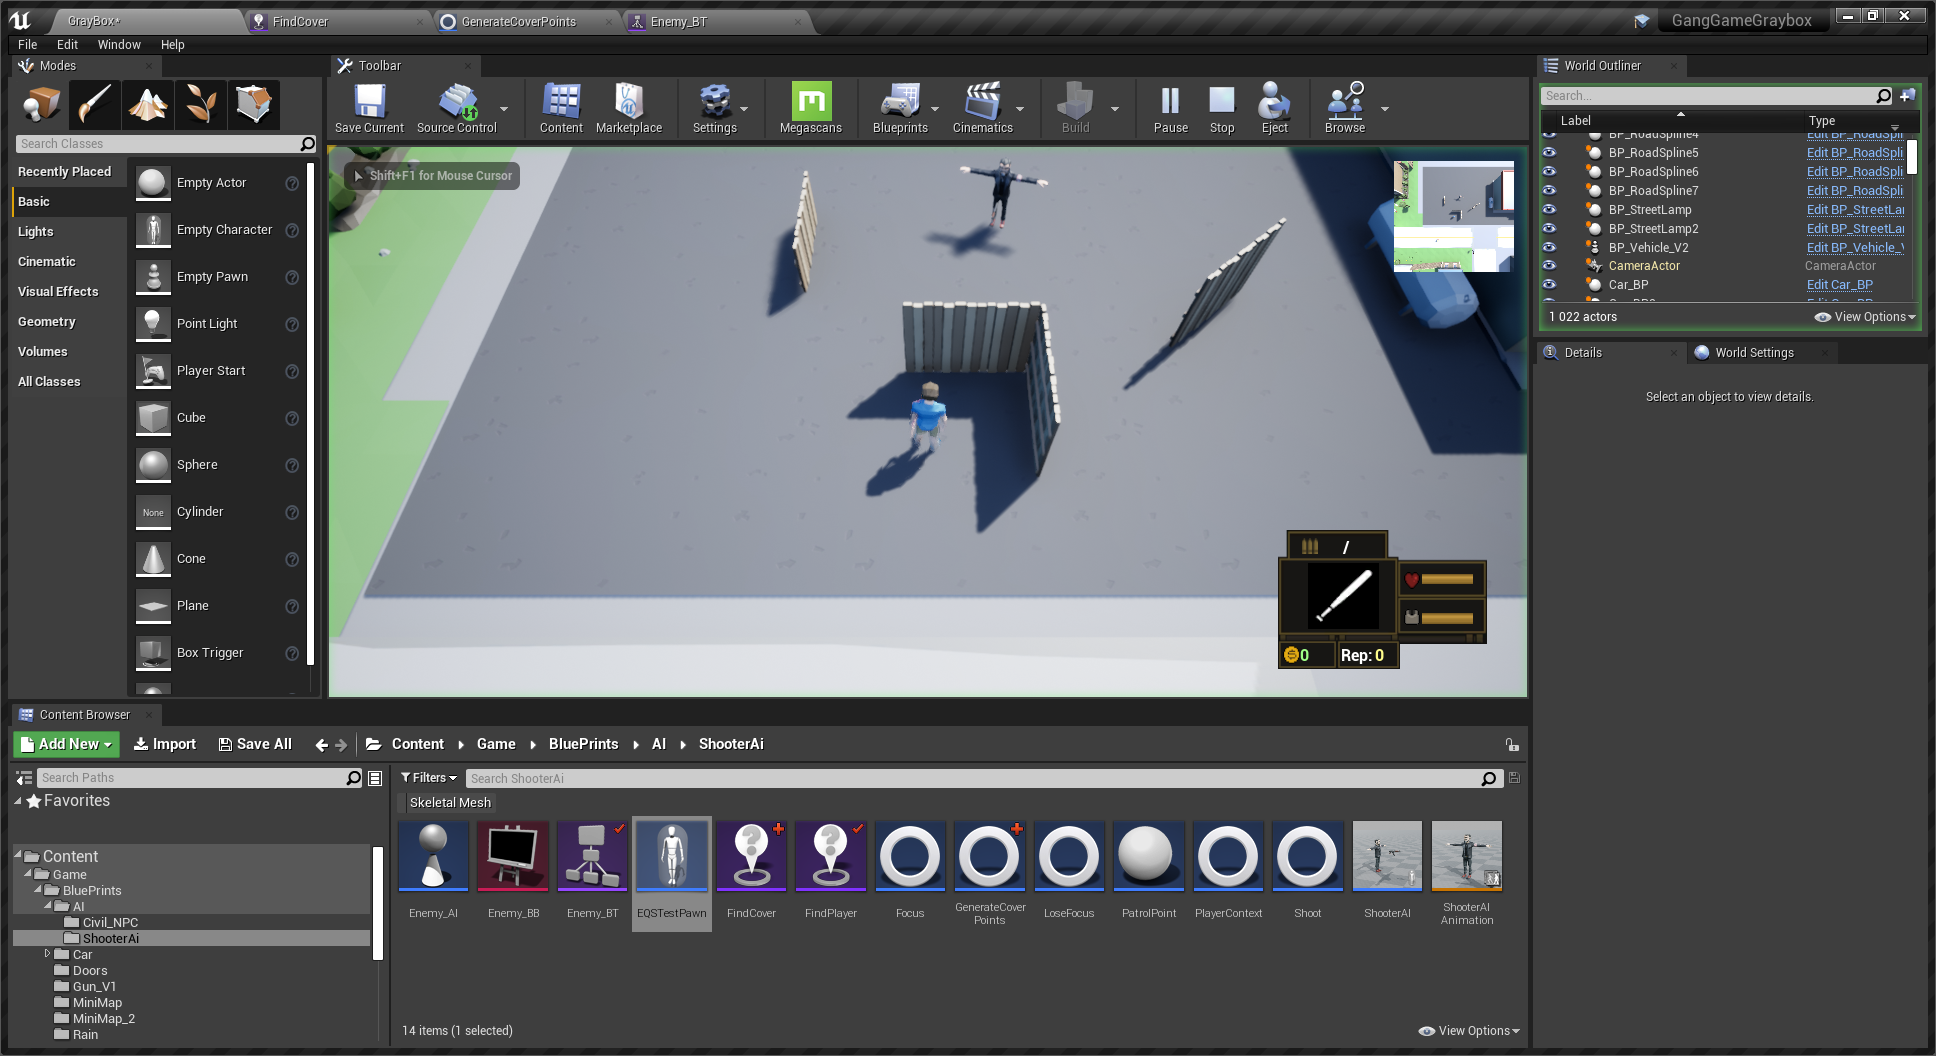 GrayBox*
FindCover
GenerateCoverPoints
Enemy_BT
GangGameGraybox
File Edit Window Help
Modes
Search Classes
Recently Placed
Basic
Lights
Cinematic
Visual Effects
Geometry
Volumes
All Classes
Empty Actor
Empty Character
Empty Pawn
Point Light
Player Start
Cube
Sphere
None
Cylinder
Cone
Plane
Box Trigger
Toolbar
Save Current
Source Control
Content
Marketplace
Settings
Megascans
Blueprints
Cinematics
Build
Pause
Stop
Eject
Browse
Shift+F1 for Mouse Cursor
/
0
Rep: 0
World Outliner
Search...
Label Type
BP_RoadSpline4 Edit BP_RoadSpli
BP_RoadSpline5 Edit BP_RoadSpli
BP_RoadSpline6 Edit BP_RoadSpli
BP_RoadSpline7 Edit BP_RoadSpli
BP_StreetLamp Edit BP_StreetLa
BP_StreetLamp2 Edit BP_StreetLa
BP_Vehicle_V2 Edit BP_Vehicle_V
CameraActor CameraActor
Car_BP Edit Car_BP
1 022 actors
View Options
Details
World Settings
Select an object to view details.
Content Browser
Add New
Import
Save All
Content
Game
BluePrints
AI
ShooterAi
Search Paths
Favorites
Content
Game
BluePrints
AI
Civil_NPC
ShooterAi
Car
Doors
Gun_V1
MiniMap
MiniMap_2
Rain
Filters
Search ShooterAi
Skeletal Mesh
Enemy_AI
Enemy_BB
Enemy_BT
EQSTestPawn
FindCover
FindPlayer
Focus
GenerateCover
Points
LoseFocus
PatrolPoint
PlayerContext
Shoot
ShooterAI
ShooterAI
Animation
14 items (1 selected)
View Options